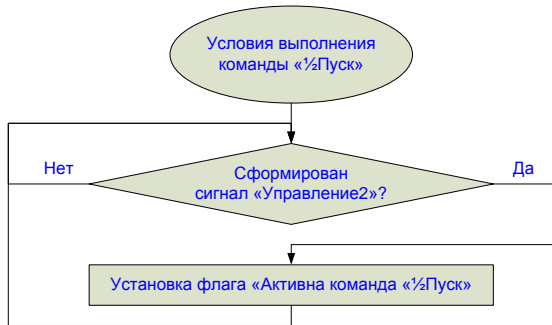 Условия выполнения
команды «½Пуск»
Нет
Да
Сформирован
сигнал «Управление2»?
Установка флага «Активна команда «½Пуск»